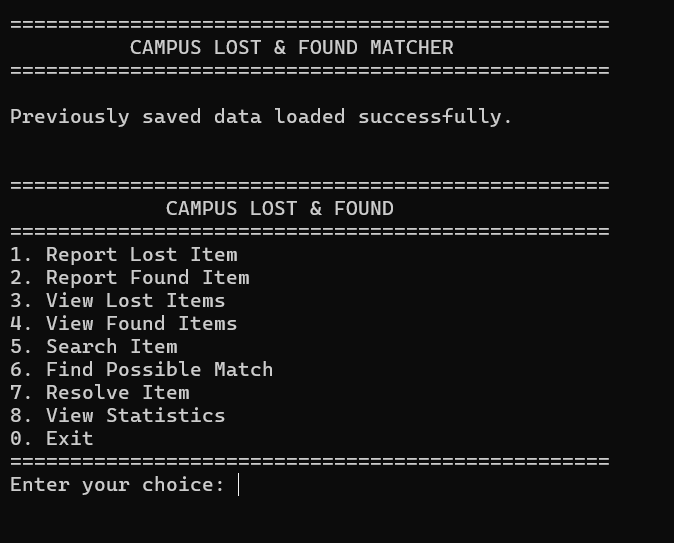 ==================================================
CAMPUS LOST & FOUND MATCHER
==================================================
Previously saved data loaded successfully.
==================================================
CAMPUS LOST & FOUND
==================================================
1. Report Lost Item
2. Report Found Item
3. View Lost Items
4. View Found Items
5. Search Item
6. Find Possible Match
7. Resolve Item
8. View Statistics
0. Exit
==================================================
Enter your choice: